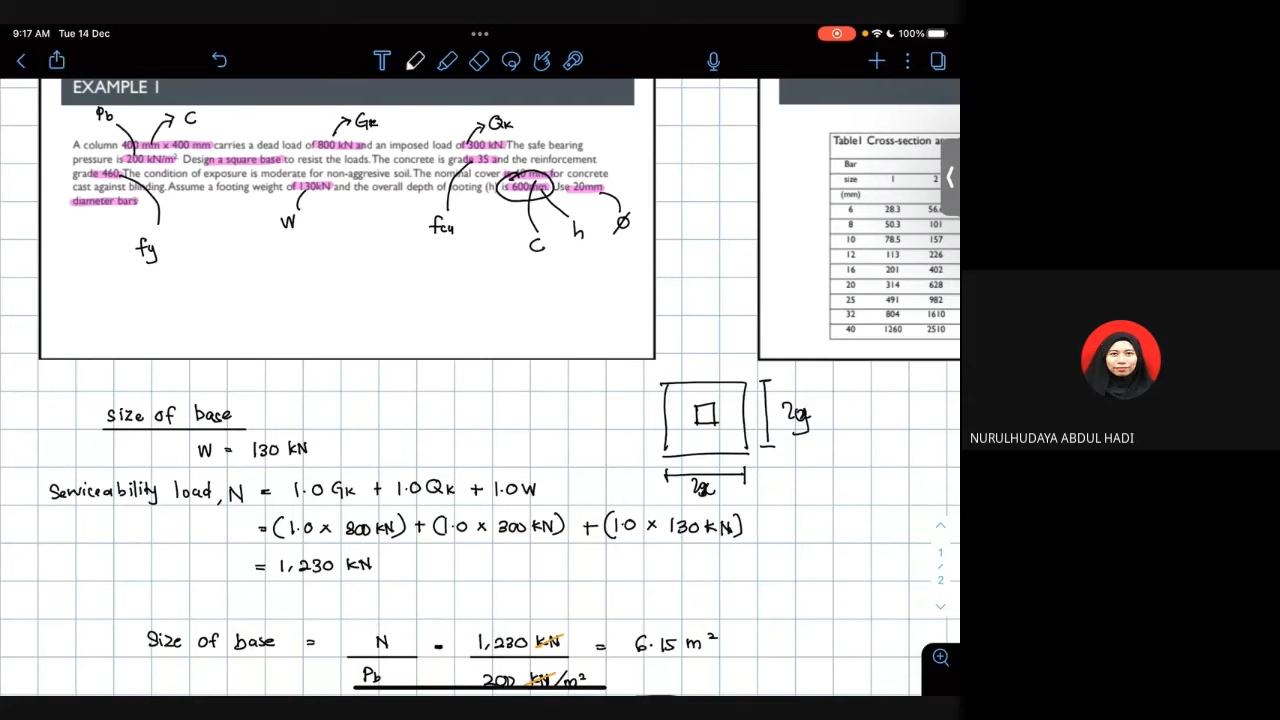 9:17 AM Tue 14 Dec
100%
EXAMPLE 1
Pb C Gk Qk
A column 400 mm x 400 mm carries a dead load of 800 kN and an imposed load of 300 kN. The safe bearing
pressure is 200 kN/m². Design a square base to resist the loads. The concrete is grade 35 and the reinforcement
grade 460. The condition of exposure is moderate for non-aggresive soil. The nominal cover is mm for concrete
cast against blinding. Assume a footing weight of 130kN and the overall depth of footing (h) is 600mm. Use 20mm
diameter bars
fy W fcu C h Ø
Table1 Cross-section
Bar
size 1 2
(mm)
6 28.3 56.
8 50.3 101
10 78.5 157
12 113 226
16 201 402
20 314 628
25 491 982
32 804 1610
40 1260 2510
size of base
W = 130 kN
Serviceability load, N = 1.0 Gk + 1.0 Qk + 1.0W
= (1.0 x 800 kN) + (1.0 x 300 kN) + (1.0 x 130 kN)
= 1,230 kN
Size of base = N / Pb = 1,230 kN / 200 kN/m² = 6.15 m²
1
/
2
NURULHUDAYA ABDUL HADI